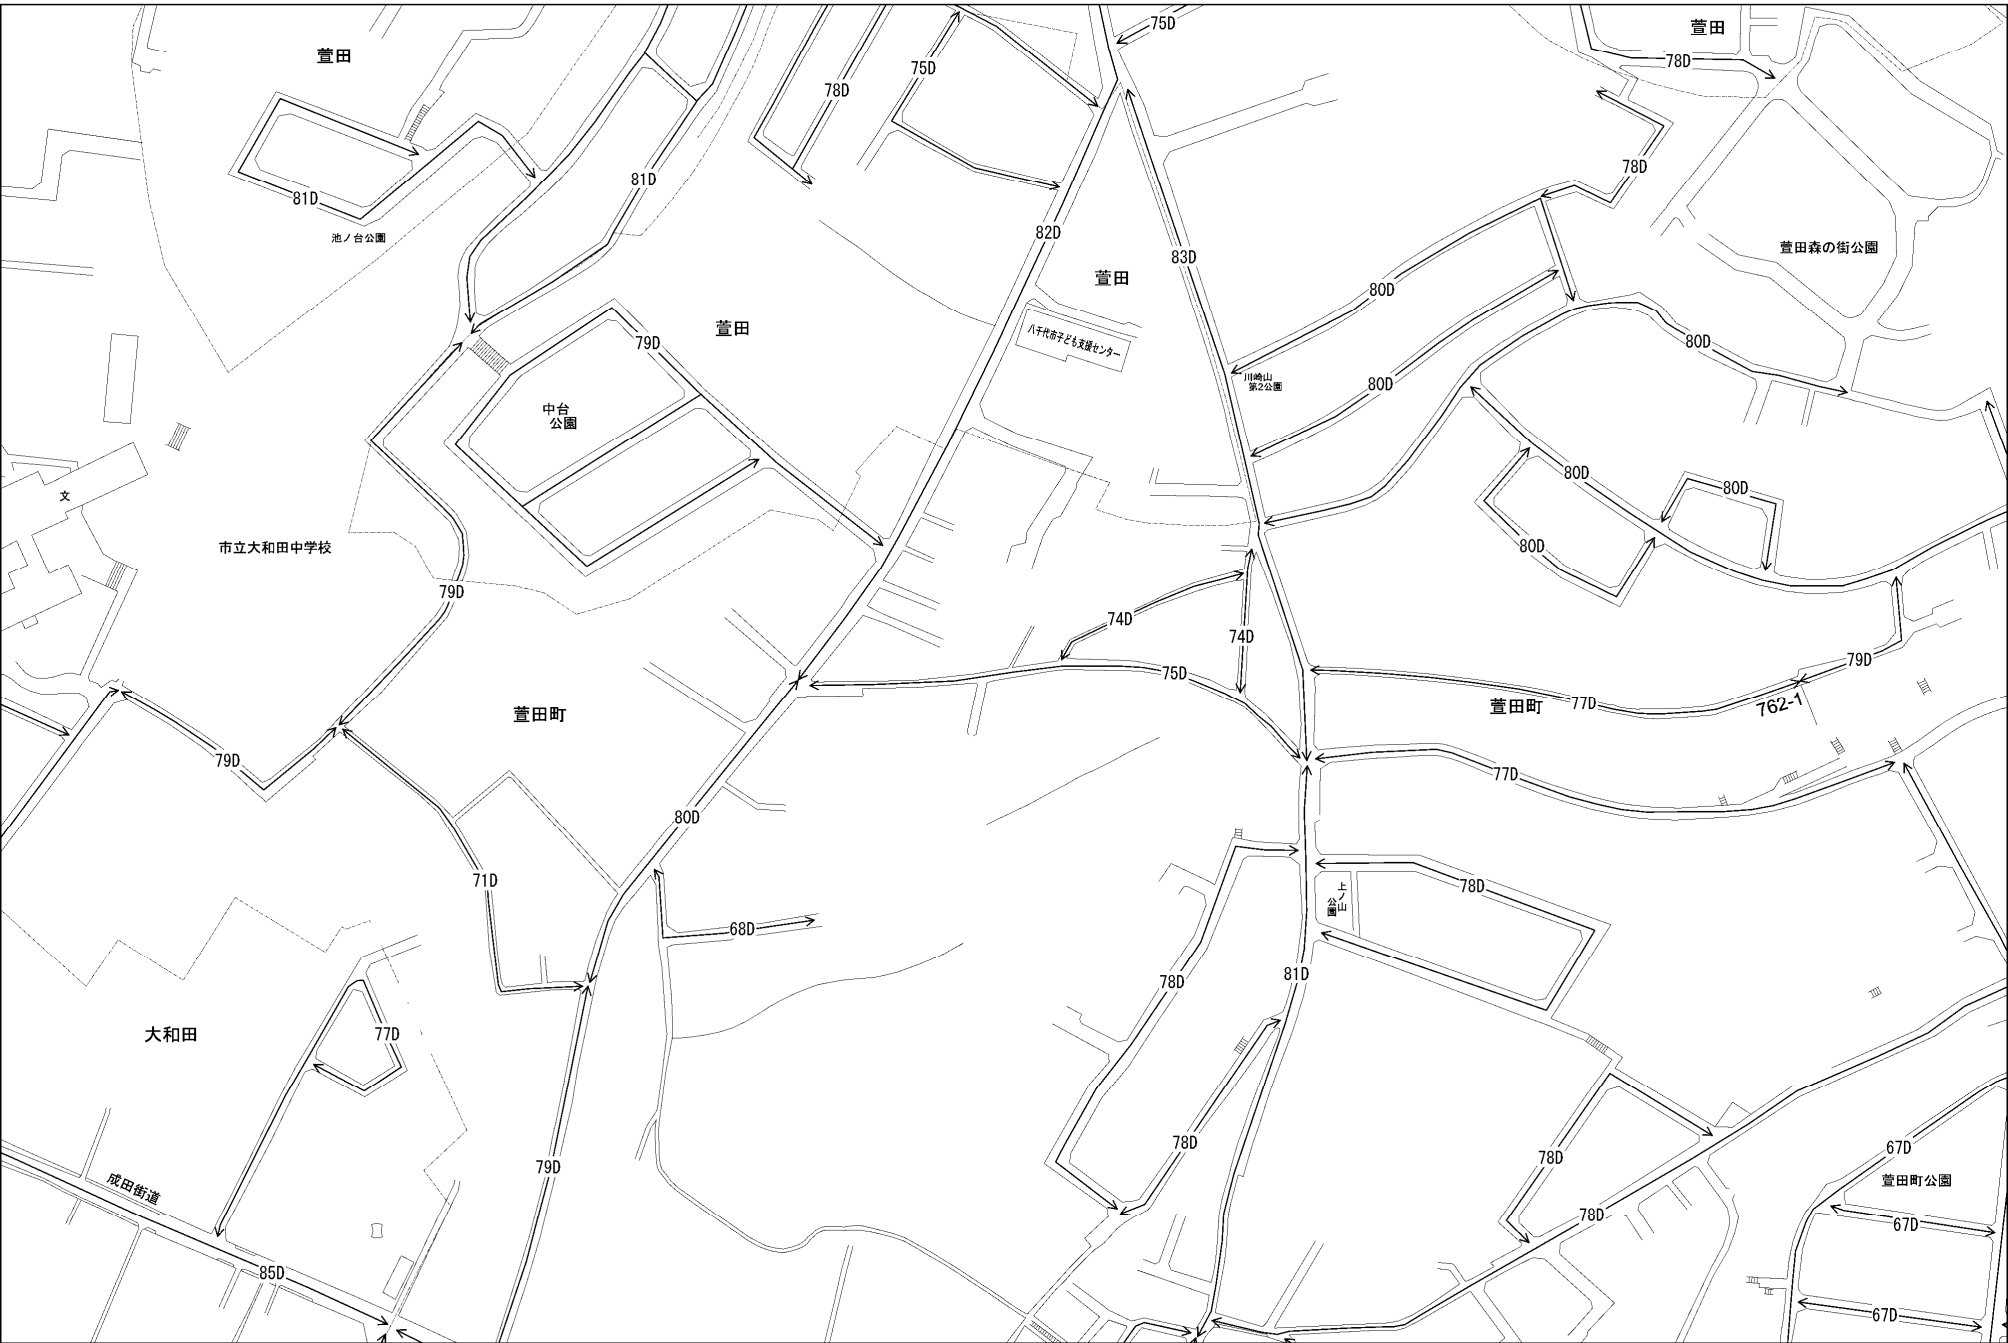 75D
萱田
萱田
78D
75D
78D
78D
81D
81D
池ノ台公園
82D
萱田森の街公園
83D
萱田
80D
萱田
八千代市子ども支援センター
79D
80D
川崎山
第2公園
80D
中台
公園
80D
80D
文
市立大和田中学校
80D
79D
74D
74D
75D
79D
萱田町
77D
萱田町
762-1
79D
77D
80D
71D
78D
上ノ山
公園
68D
81D
78D
77D
大和田
78D
67D
78D
79D
萱田町公園
成田街道
78D
67D
85D
67D